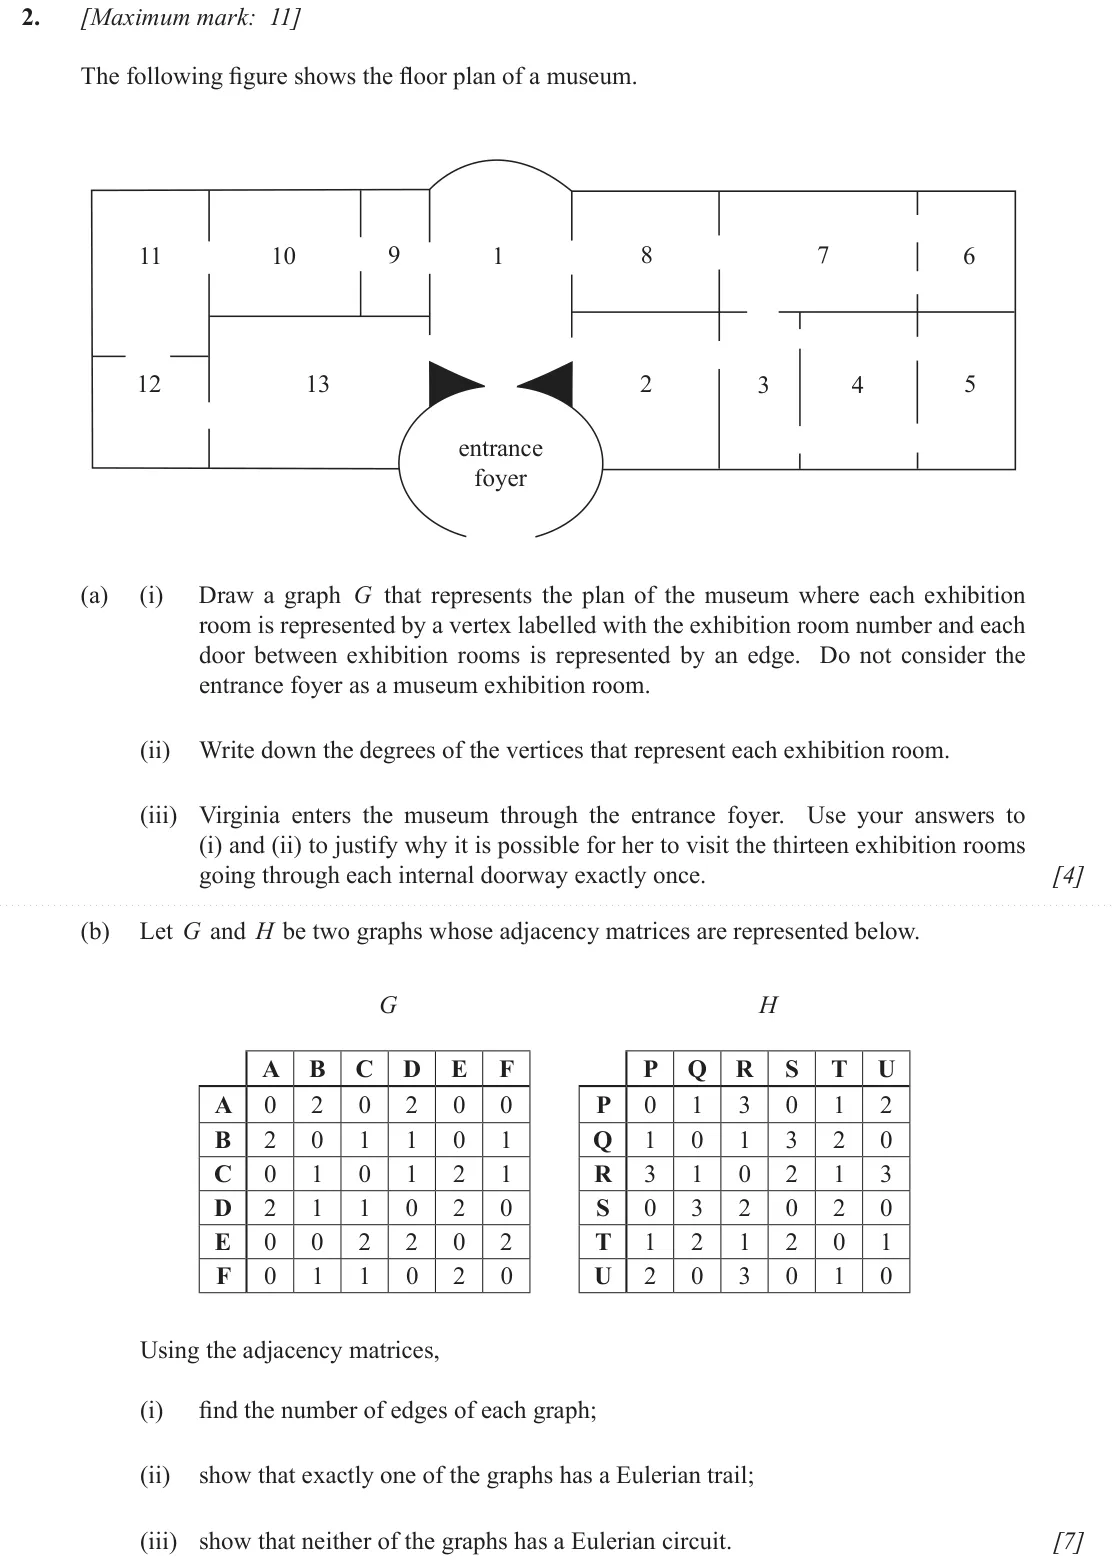 2. [Maximum mark: 11]
The following figure shows the floor plan of a museum.
11 10 9 1 8 7 6
12 13 2 3 4 5
entrance
foyer
(a) (i) Draw a graph G that represents the plan of the museum where each exhibition
room is represented by a vertex labelled with the exhibition room number and each
door between exhibition rooms is represented by an edge. Do not consider the
entrance foyer as a museum exhibition room.
(ii) Write down the degrees of the vertices that represent each exhibition room.
(iii) Virginia enters the museum through the entrance foyer. Use your answers to
(i) and (ii) to justify why it is possible for her to visit the thirteen exhibition rooms
going through each internal doorway exactly once. [4]
(b) Let G and H be two graphs whose adjacency matrices are represented below.
G H
A B C D E F P Q R S T U
A 0 2 0 2 0 0 P 0 1 3 0 1 2
B 2 0 1 1 0 1 Q 1 0 1 3 2 0
C 0 1 0 1 2 1 R 3 1 0 2 1 3
D 2 1 1 0 2 0 S 0 3 2 0 2 0
E 0 0 2 2 0 2 T 1 2 1 2 0 1
F 0 1 1 0 2 0 U 2 0 3 0 1 0
Using the adjacency matrices,
(i) find the number of edges of each graph;
(ii) show that exactly one of the graphs has a Eulerian trail;
(iii) show that neither of the graphs has a Eulerian circuit. [7]